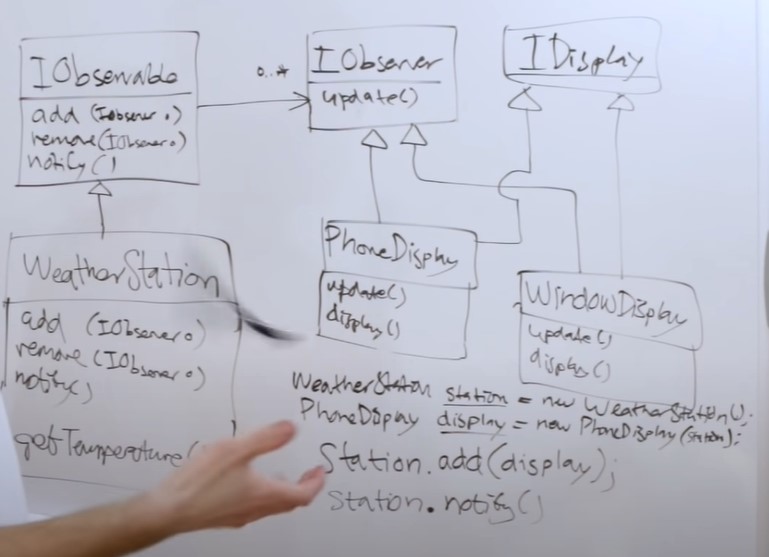 IObservable
add (IObserver o)
remove(IObserver o)
notify()
0..*
IObserver
update()
IDisplay
WeatherStation
add (IObserver o)
remove (IObserver o)
notify()
getTemperature(
PhoneDisplay
update()
display()
WindowDisplay
update()
display()
WeatherStation station = new WeatherStation();
PhoneDisplay display = new PhoneDisplay(station);
Station.add(display);
Station.notify()